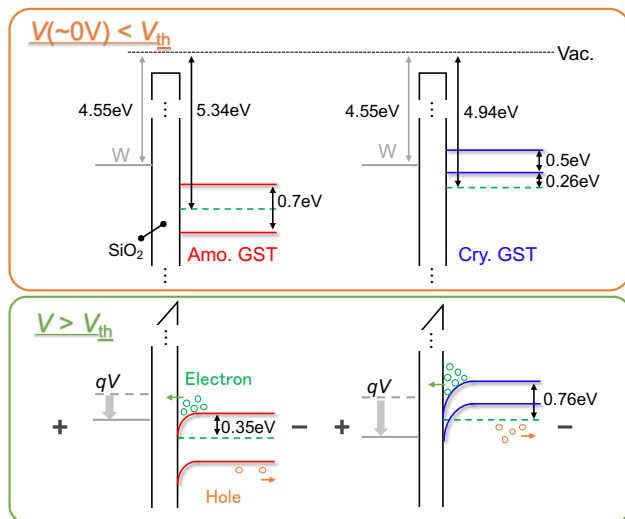 V(~0V) < Vth
Vac.
4.55eV
5.34eV
4.55eV
4.94eV
W
W
0.5eV
0.26eV
0.7eV
SiO2
Amo. GST
Cry. GST
V > Vth
qV
Electron
qV
0.76eV
+
0.35eV
−
+
−
Hole